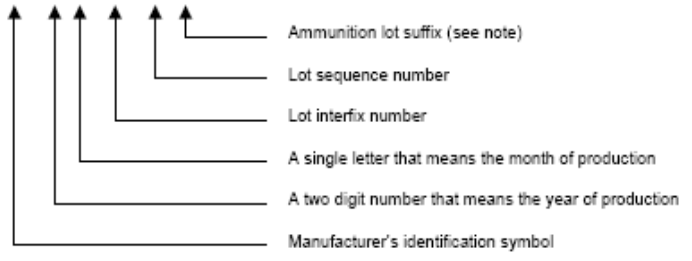 Ammunition lot suffix (see note)
Lot sequence number
Lot interfix number
A single letter that means the month of production
A two digit number that means the year of production
Manufacturer's identification symbol